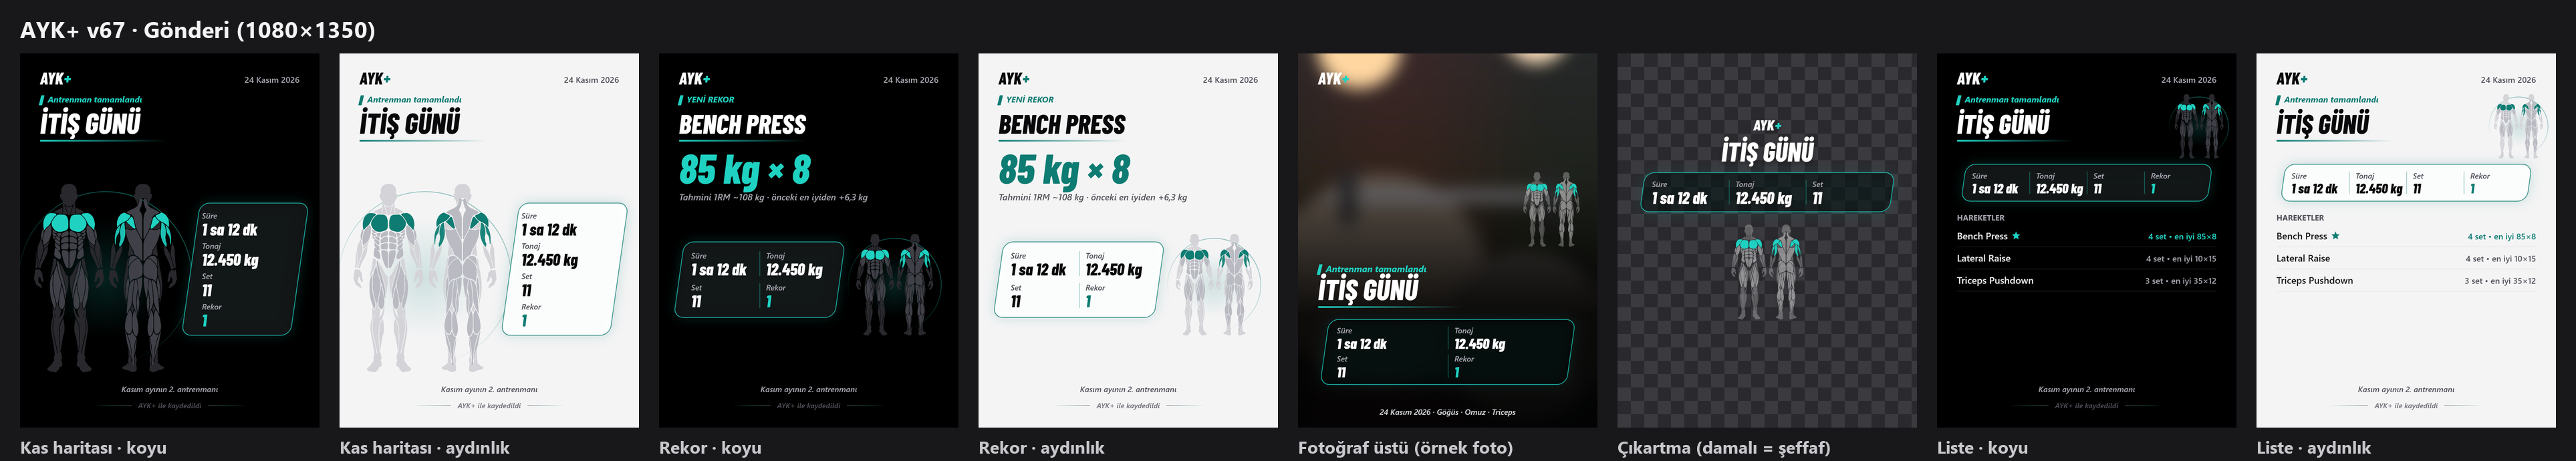 AYK+ v67 · Gönderi (1080×1350)
AYK+
24 Kasım 2026
Antrenman tamamlandı
İTİŞ GÜNÜ
Süre
1 sa 12 dk
Tonaj
12.450 kg
Set
11
Rekor
1
Kasım ayının 2. antrenmanı
AYK+ ile kaydedildi
Kas haritası · koyu
AYK+
24 Kasım 2026
Antrenman tamamlandı
İTİŞ GÜNÜ
Süre
1 sa 12 dk
Tonaj
12.450 kg
Set
11
Rekor
1
Kasım ayının 2. antrenmanı
AYK+ ile kaydedildi
Kas haritası · aydınlık
AYK+
24 Kasım 2026
YENİ REKOR
BENCH PRESS
85 kg × 8
Tahmini 1RM ~108 kg · önceki en iyiden +6,3 kg
Süre Tonaj
1 sa 12 dk 12.450 kg
Set Rekor
11 1
Kasım ayının 2. antrenmanı
AYK+ ile kaydedildi
Rekor · koyu
AYK+
24 Kasım 2026
YENİ REKOR
BENCH PRESS
85 kg × 8
Tahmini 1RM ~108 kg · önceki en iyiden +6,3 kg
Süre Tonaj
1 sa 12 dk 12.450 kg
Set Rekor
11 1
Kasım ayının 2. antrenmanı
AYK+ ile kaydedildi
Rekor · aydınlık
AYK+
Antrenman tamamlandı
İTİŞ GÜNÜ
Süre Tonaj
1 sa 12 dk 12.450 kg
Set Rekor
11 1
24 Kasım 2026 · Göğüs · Omuz · Triceps
Fotoğraf üstü (örnek foto)
AYK+
İTİŞ GÜNÜ
Süre Tonaj Set
1 sa 12 dk 12.450 kg 11
Çıkartma (damalı = şeffaf)
AYK+
24 Kasım 2026
Antrenman tamamlandı
İTİŞ GÜNÜ
Süre Tonaj Set Rekor
1 sa 12 dk 12.450 kg 11 1
HAREKETLER
Bench Press ★ 4 set • en iyi 85×8
Lateral Raise 4 set • en iyi 10×15
Triceps Pushdown 3 set • en iyi 35×12
Kasım ayının 2. antrenmanı
AYK+ ile kaydedildi
Liste · koyu
AYK+
24 Kasım 2026
Antrenman tamamlandı
İTİŞ GÜNÜ
Süre Tonaj Set Rekor
1 sa 12 dk 12.450 kg 11 1
HAREKETLER
Bench Press ★ 4 set • en iyi 85×8
Lateral Raise 4 set • en iyi 10×15
Triceps Pushdown 3 set • en iyi 35×12
Kasım ayının 2. antrenmanı
AYK+ ile kaydedildi
Liste · aydınlık